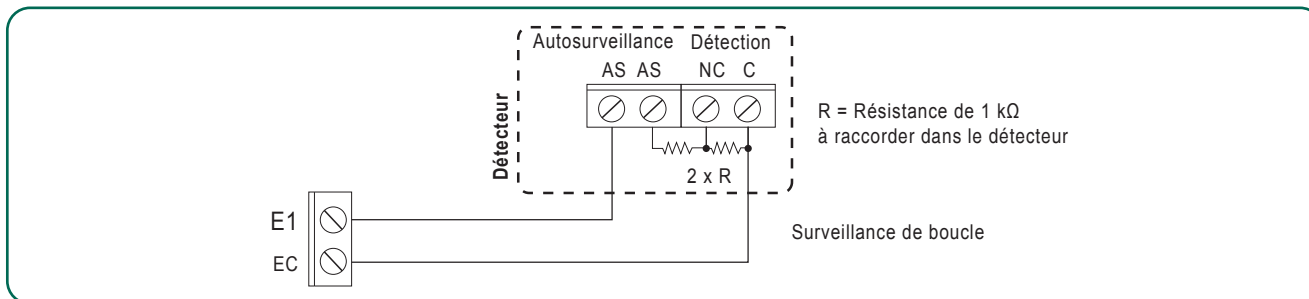 Autosurveillance Détection
AS AS NC C
Détecteur
R = Résistance de 1 kΩ
à raccorder dans le détecteur
2 x R
E1
Surveillance de boucle
EC